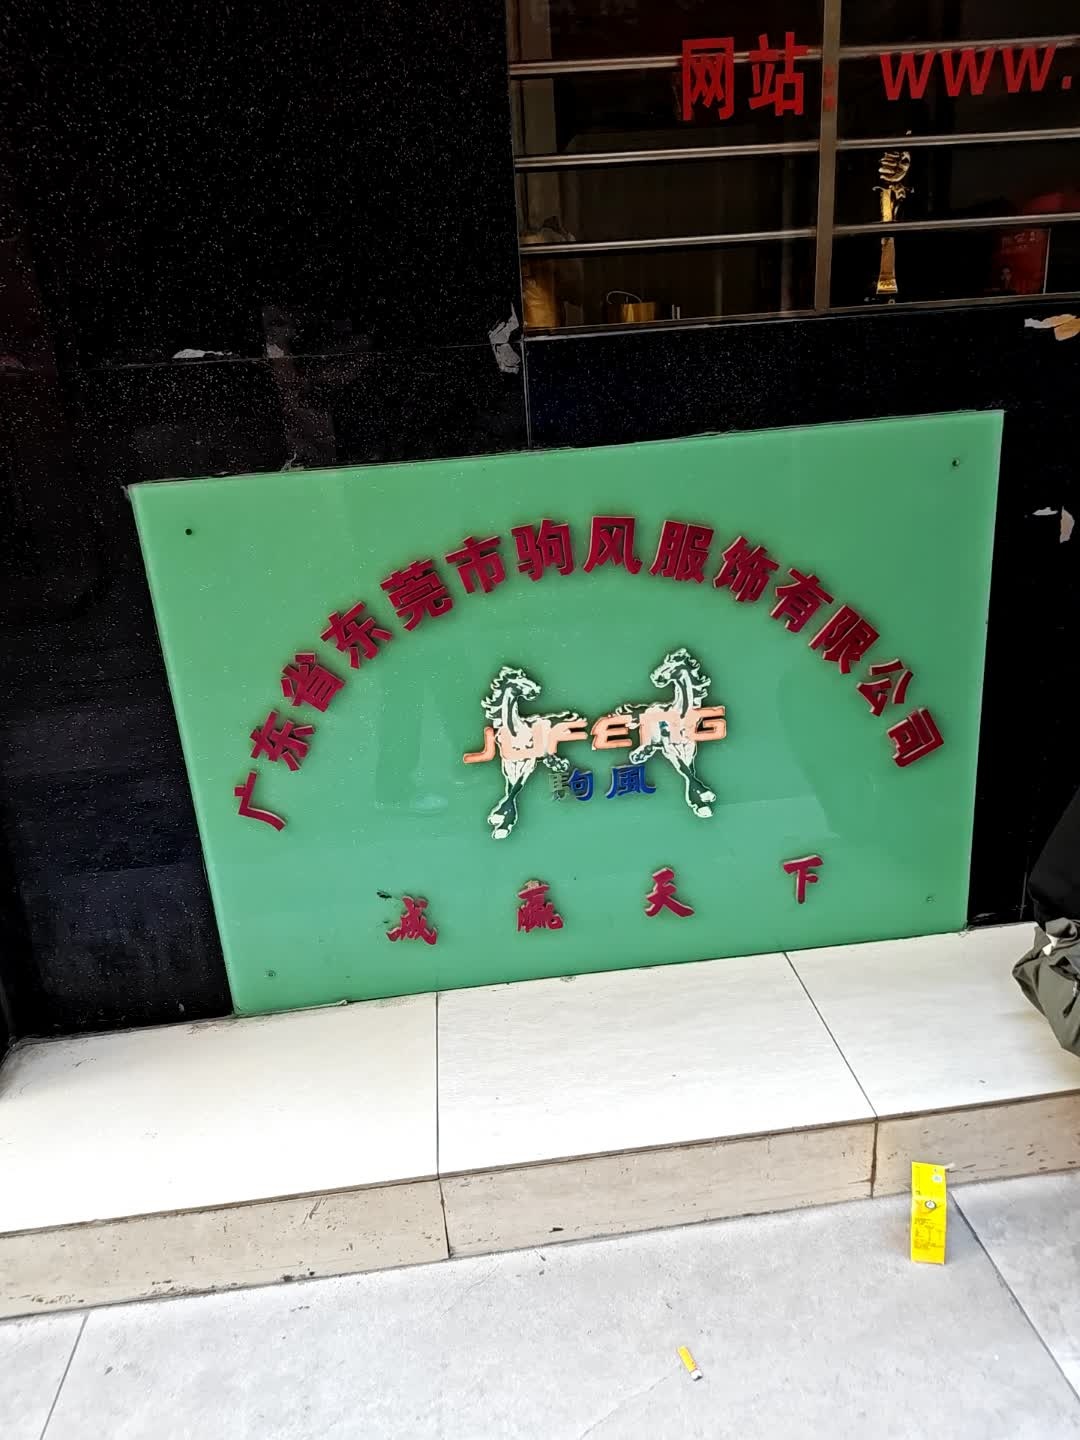 网站 www.
广东省东莞市驹风服饰有限公司
JUFENG
驹風
诚赢天下